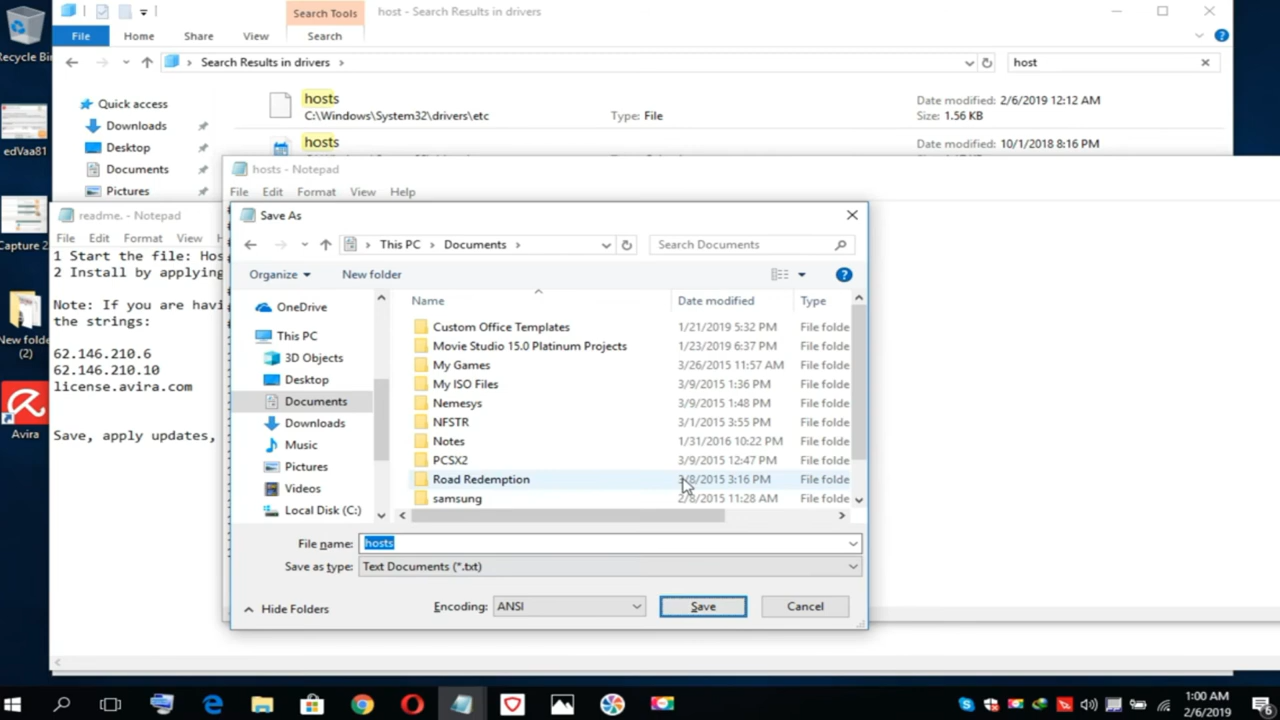 Search Tools
host - Search Results in drivers
File
Home
Share
View
Search
Search Results in drivers
host
Recycle Bin
edVaa81
Capture 2
New folder
(2)
Avira
Quick access
Downloads
Desktop
Documents
Pictures
hosts
C:\Windows\System32\drivers\etc
Type: File
Date modified: 2/6/2019 12:12 AM
Size: 1.56 KB
hosts
Date modified: 10/1/2018 8:16 PM
hosts - Notepad
File Edit Format View Help
readme. - Notepad
File Edit Format View
1 Start the file: Hos
2 Install by applying
Note: If you are havi
the strings:
62.146.210.6
62.146.210.10
license.avira.com
Save, apply updates,
Save As
This PC
Documents
Search Documents
Organize
New folder
OneDrive
This PC
3D Objects
Desktop
Documents
Downloads
Music
Pictures
Videos
Local Disk (C:)
Name Date modified Type
Custom Office Templates 1/21/2019 5:32 PM File folde
Movie Studio 15.0 Platinum Projects 1/23/2019 6:37 PM File folde
My Games 3/26/2015 11:57 AM File folde
My ISO Files 3/9/2015 1:36 PM File folde
Nemesys 3/9/2015 1:48 PM File folde
NFSTR 3/1/2015 3:55 PM File folde
Notes 1/31/2016 10:22 PM File folde
PCSX2 3/9/2015 12:47 PM File folde
Road Redemption 3/8/2015 3:16 PM File folde
samsung 2/8/2015 11:28 AM File folde
File name: hosts
Save as type: Text Documents (*.txt)
Hide Folders
Encoding: ANSI
Save
Cancel
1:00 AM
2/6/2019
6